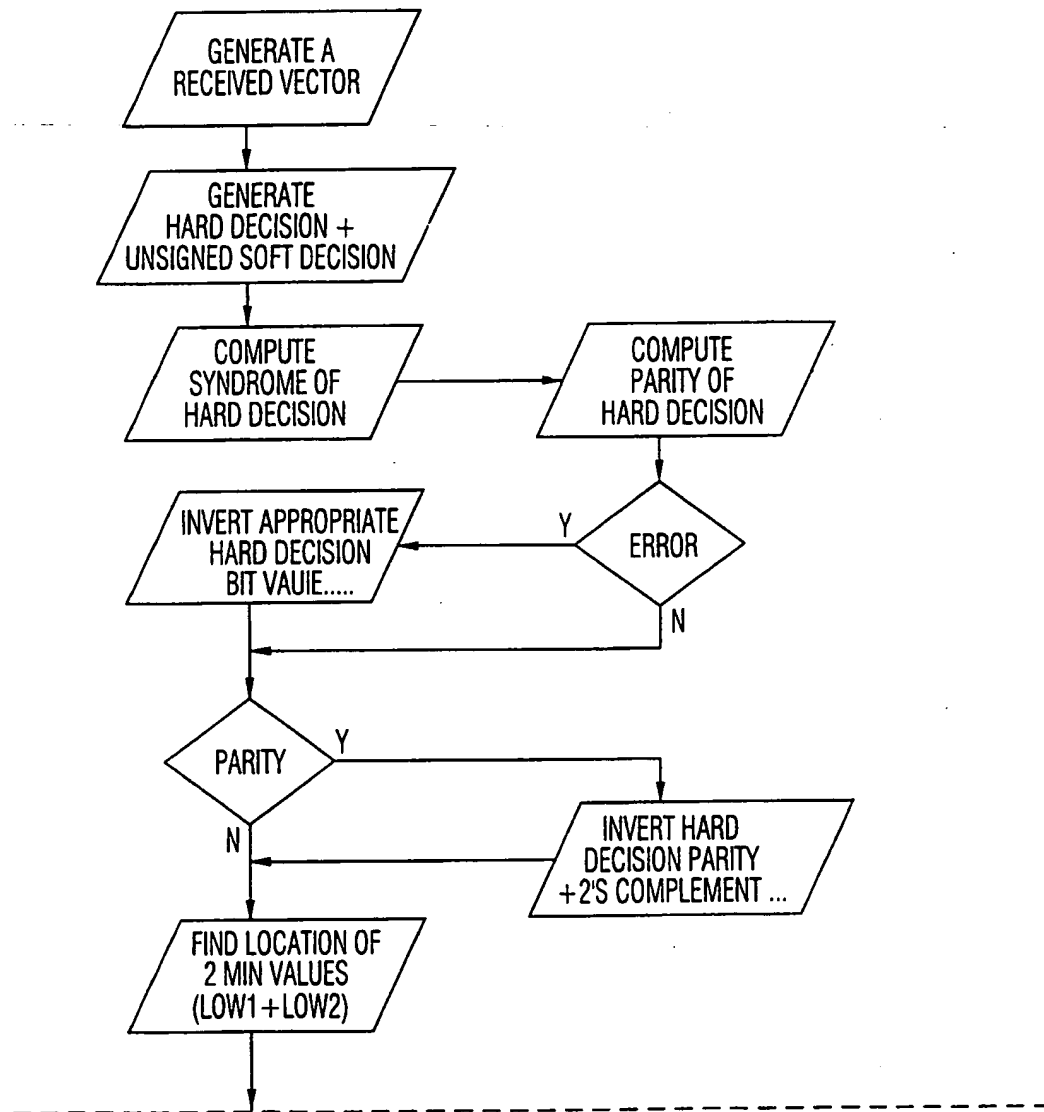 GENERATE A
RECEIVED VECTOR
GENERATE
HARD DECISION +
UNSIGNED SOFT DECISION
COMPUTE
SYNDROME OF
HARD DECISION
COMPUTE
PARITY OF
HARD DECISION
ERROR
Y
N
INVERT APPROPRIATE
HARD DECISION
BIT VAUIE.....
PARITY
Y
N
INVERT HARD
DECISION PARITY
+2'S COMPLEMENT ...
FIND LOCATION OF
2 MIN VALUES
(LOW1+LOW2)